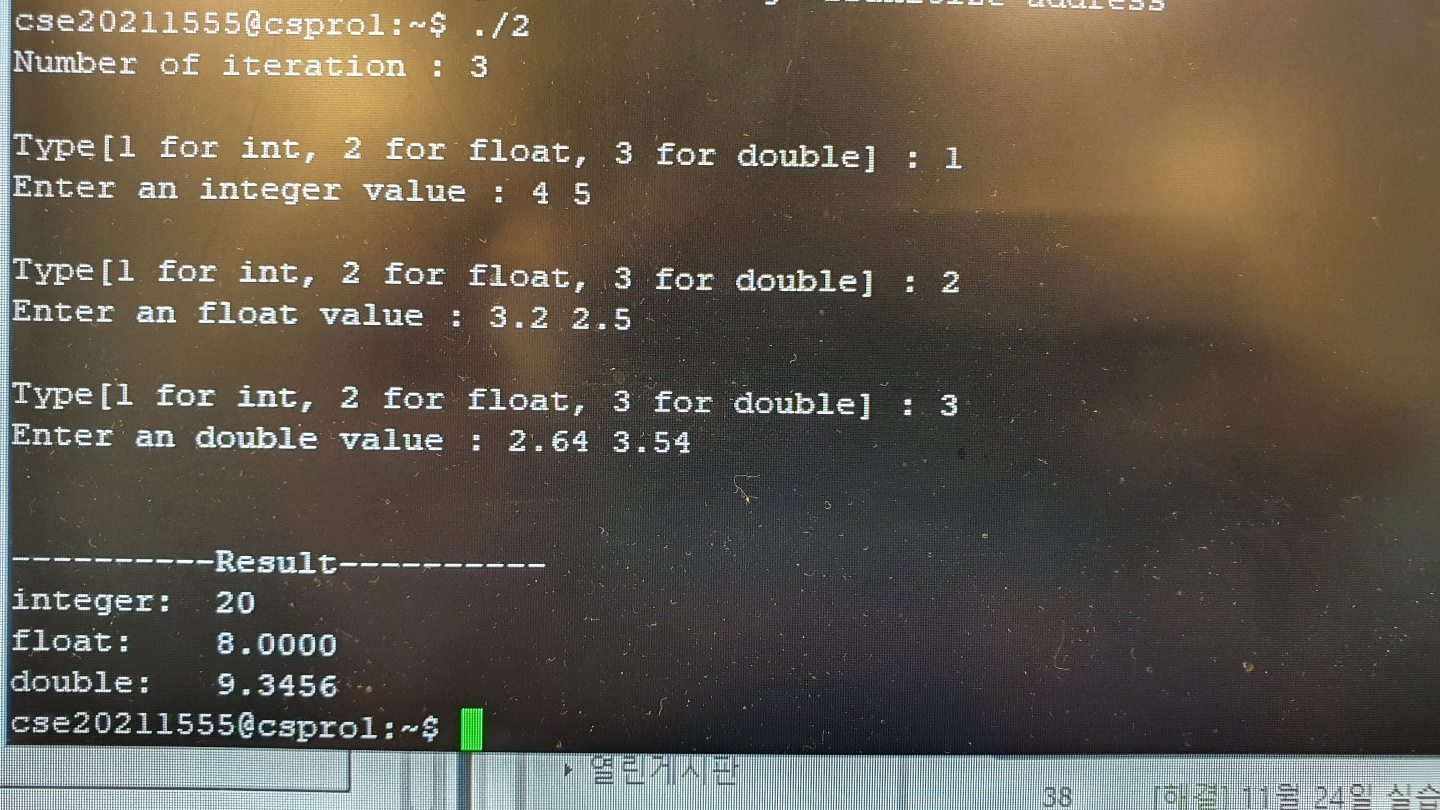 address
cse20211555@csprol:~$ ./2
Number of iteration : 3
Type[1 for int, 2 for float, 3 for double] : 1
Enter an integer value : 4 5
Type[1 for int, 2 for float, 3 for double] : 2
Enter an float value : 3.2 2.5
Type[1 for int, 2 for float, 3 for double] : 3
Enter an double value : 2.64 3.54
----------Result----------
integer: 20
float: 8.0000
double: 9.3456
cse20211555@csprol:~$
열린게시판
38 [해결] 11월 24일 실습